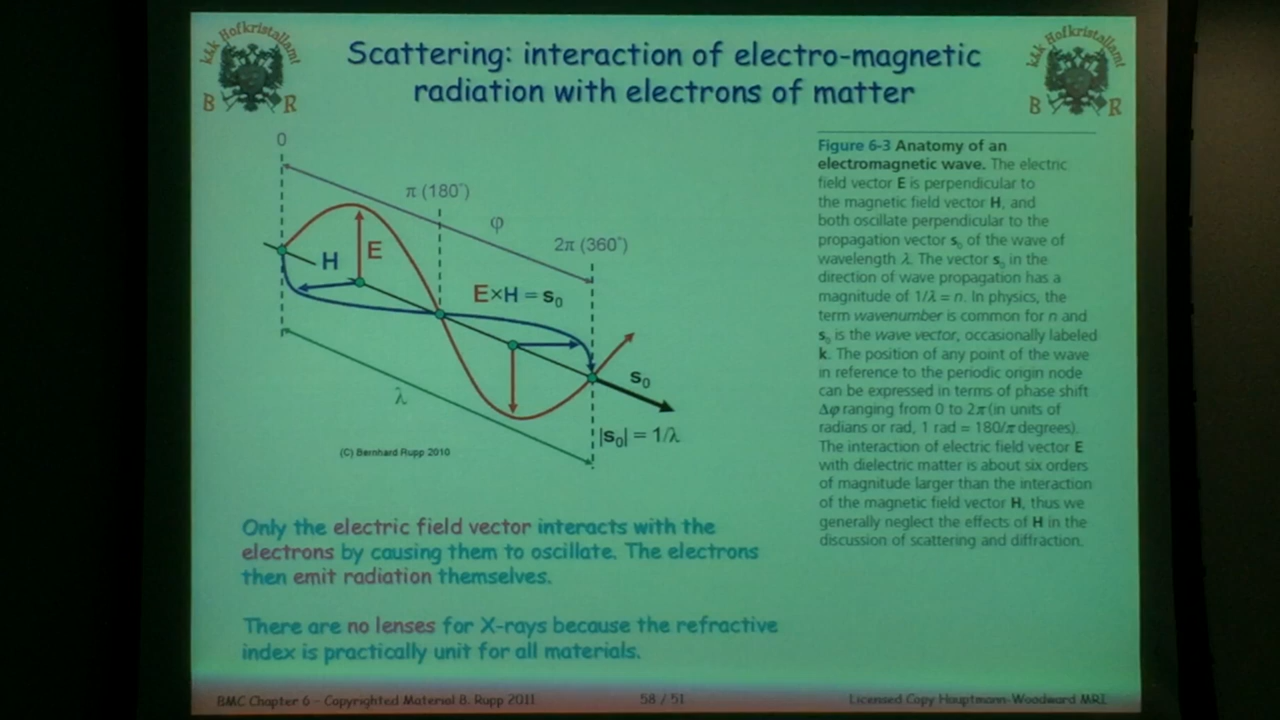 kkk Hofkristallamt
B R
Scattering: interaction of electro-magnetic
radiation with electrons of matter
kkk Hofkristallamt
B R
0
π (180°)
φ
2π (360°)
H
E
E×H = s₀
s₀
λ
|s₀| = 1/λ
(C) Bernhard Rupp 2010
Figure 6-3 Anatomy of an
electromagnetic wave. The electric
field vector E is perpendicular to
the magnetic field vector H, and
both oscillate perpendicular to the
propagation vector s₀ of the wave of
wavelength λ. The vector s₀ in the
direction of wave propagation has a
magnitude of 1/λ = n. In physics, the
term wavenumber is common for n and
s₀ is the wave vector, occasionally labeled
k. The position of any point of the wave
in reference to the periodic origin node
can be expressed in terms of phase shift
Δφ ranging from 0 to 2π (in units of
radians or rad, 1 rad = 180/π degrees).
The interaction of electric field vector E
with dielectric matter is about six orders
of magnitude larger than the interaction
of the magnetic field vector H, thus we
generally neglect the effects of H in the
discussion of scattering and diffraction.
Only the electric field vector interacts with the
electrons by causing them to oscillate. The electrons
then emit radiation themselves.
There are no lenses for X-rays because the refractive
index is practically unit for all materials.
BMC Chapter 6 - Copyrighted Material B. Rupp 2011
58 / 51
Licensed Copy Hauptmann-Woodward MRI